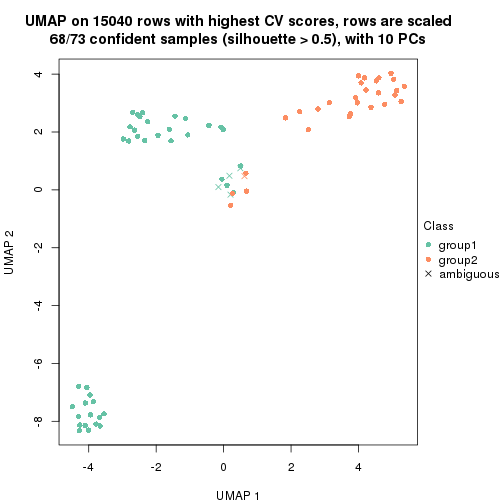 UMAP on 15040 rows with highest CV scores, rows are scaled
68/73 confident samples (silhouette > 0.5), with 10 PCs
4
2
0
-2
-4
-6
-8
UMAP 2
-4
-2
0
2
4
UMAP 1
Class
group1
group2
ambiguous